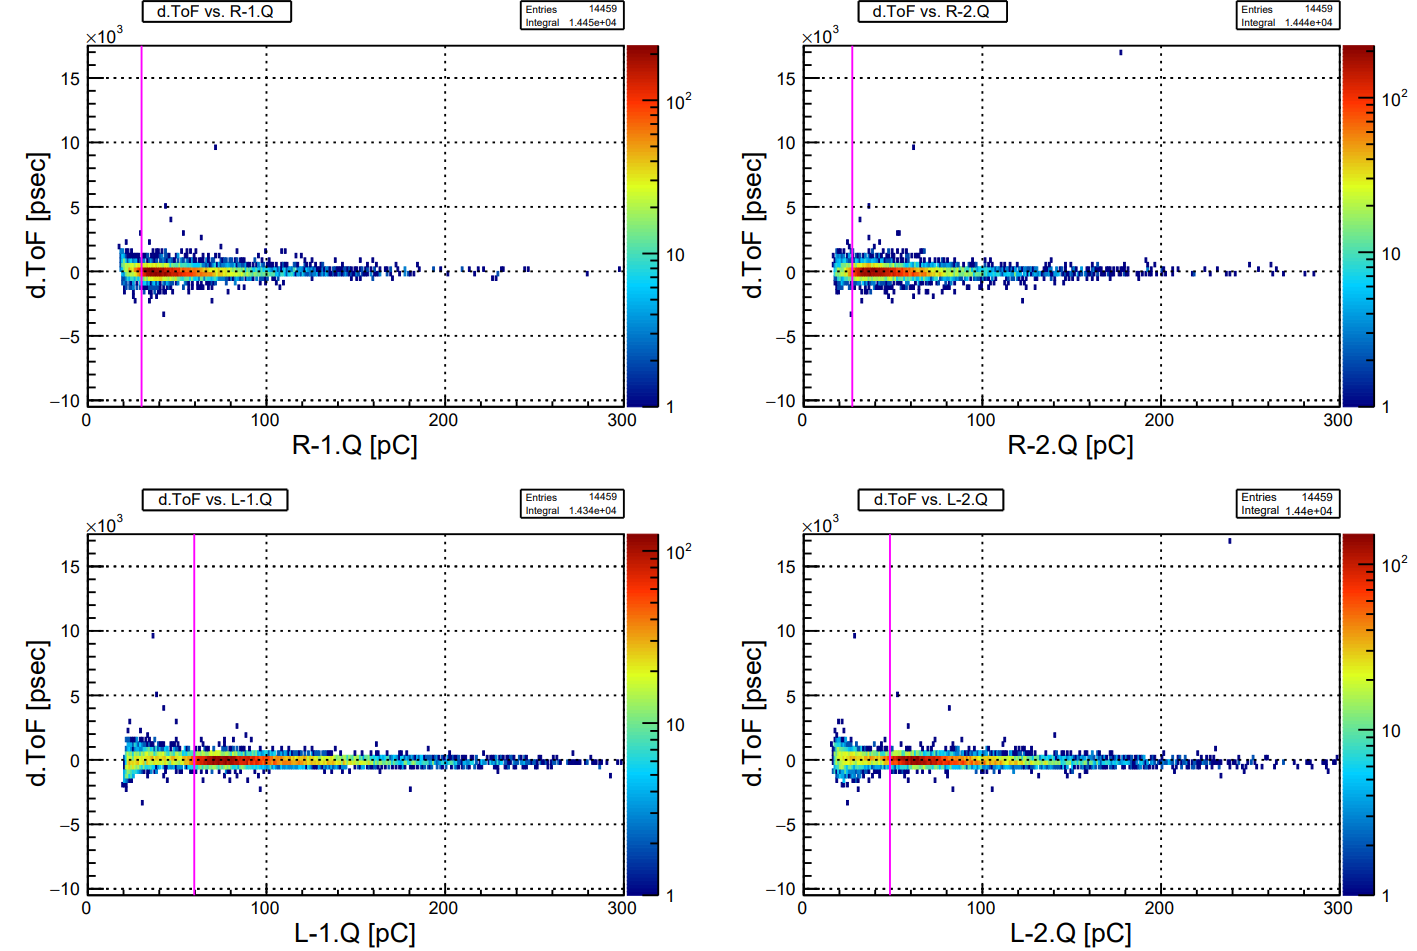 d.ToF vs. R-1.Q
Entries 14459
Integral 1.445e+04
×10³
15
10
5
0
−5
−10
d.ToF [psec]
0 100 200 300
R-1.Q [pC]
10²
10
1
d.ToF vs. R-2.Q
Entries 14459
Integral 1.444e+04
×10³
15
10
5
0
−5
−10
d.ToF [psec]
0 100 200 300
R-2.Q [pC]
10²
10
1
d.ToF vs. L-1.Q
Entries 14459
Integral 1.434e+04
×10³
15
10
5
0
−5
−10
d.ToF [psec]
0 100 200 300
L-1.Q [pC]
10²
10
1
d.ToF vs. L-2.Q
Entries 14459
Integral 1.44e+04
×10³
15
10
5
0
−5
−10
d.ToF [psec]
0 100 200 300
L-2.Q [pC]
10²
10
1